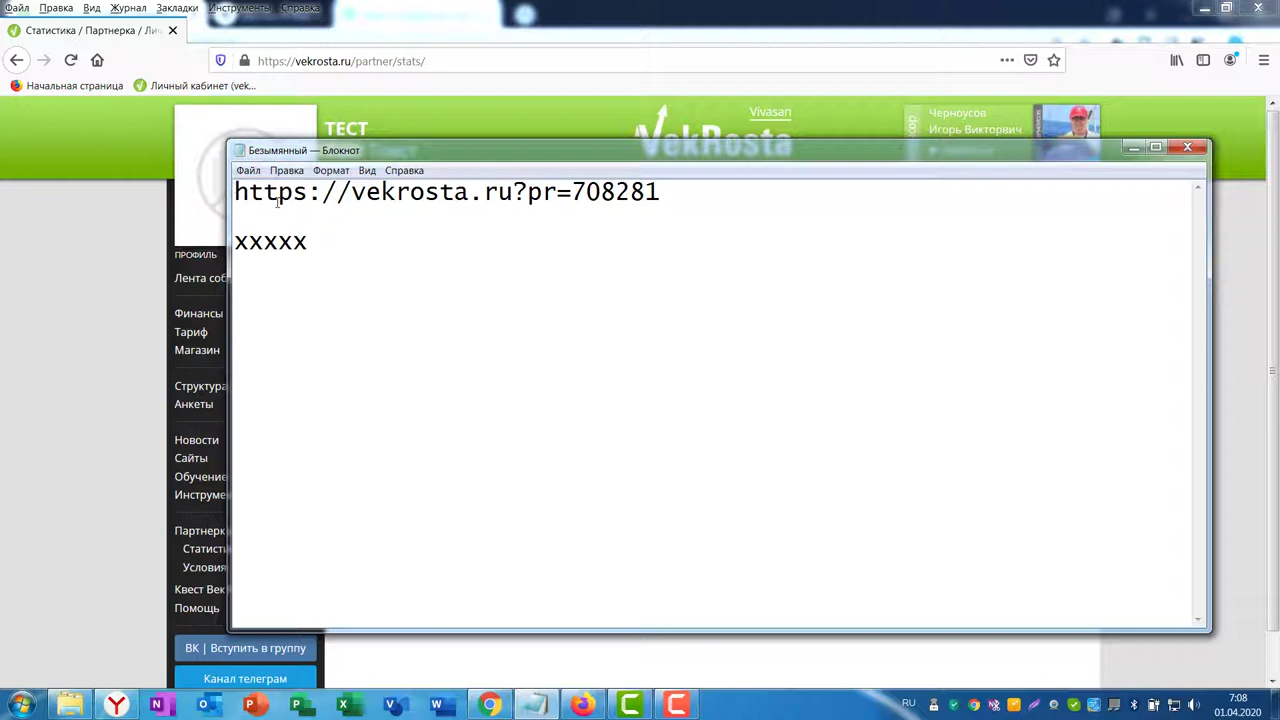 Файл Правка Вид Журнал Закладки Инструменты Справка
Статистика / Партнерка / Ли
https://vekrosta.ru/partner/stats/
Начальная страница Личный кабинет (vek...
ТЕСТ
VekRosta
Vivasan
Черноусов
Игорь Викторвич
Безымянный — Блокнот
Файл Правка Формат Вид Справка
https://vekrosta.ru?pr=708281
xxxxx
ПРОФИЛЬ
Лента соб
Финансы
Тариф
Магазин
Структура
Анкеты
Новости
Сайты
Обучение
Инструме
Партнерк
Статист
Условия
Квест Век
Помощь
ВК | Вступить в группу
Канал телеграм
RU
7:08
01.04.2020